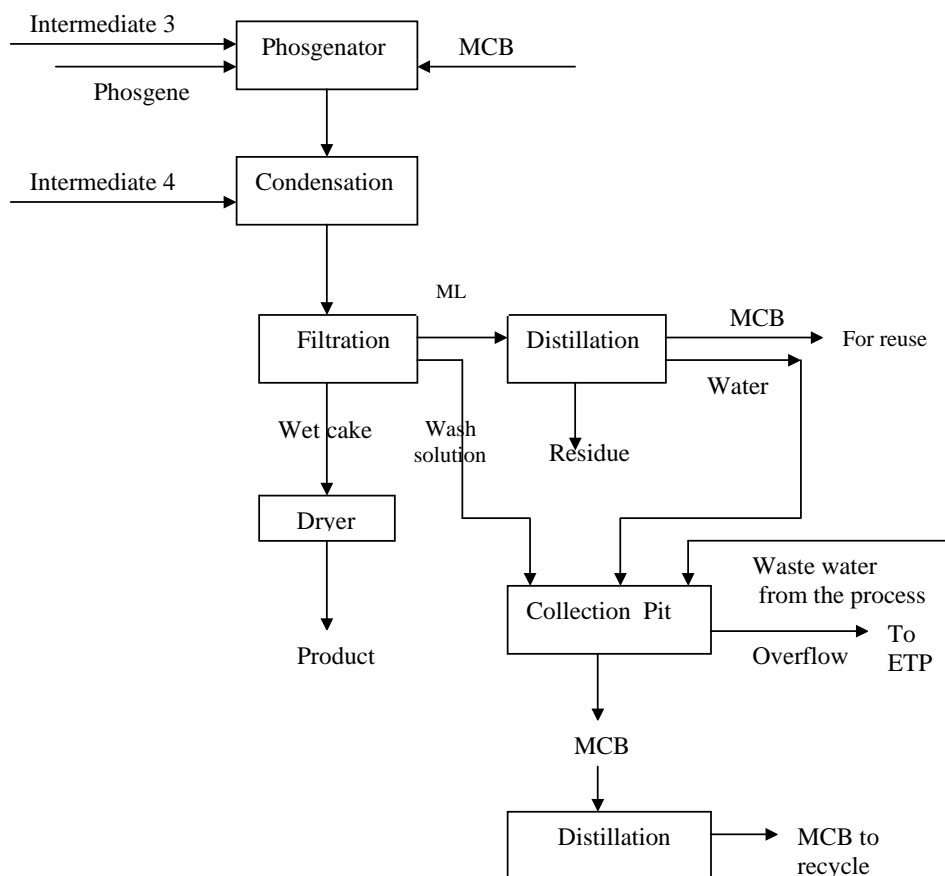 Intermediate 3
Phosgenator
MCB
Phosgene
Intermediate 4
Condensation
ML
Filtration
Distillation
MCB
For reuse
Water
Wet cake
Wash
solution
Residue
Dryer
Waste water
from the process
Collection Pit
To
ETP
Overflow
Product
MCB
Distillation
MCB to
recycle